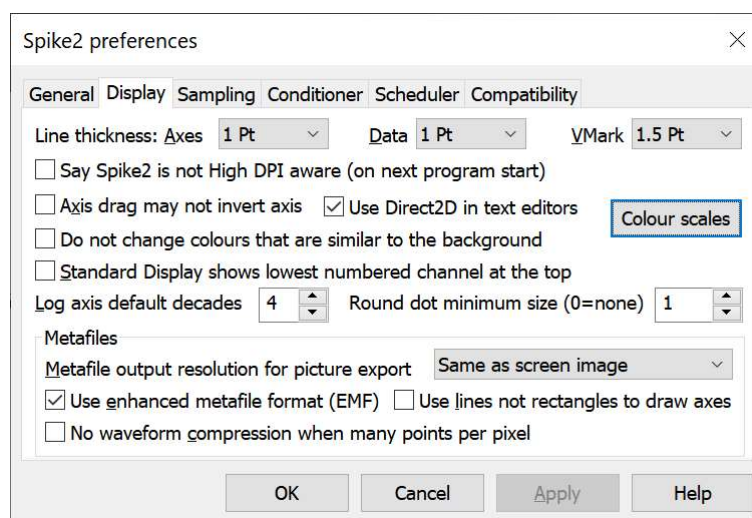 Spike2 preferences
General Display Sampling Conditioner Scheduler Compatibility
Line thickness: Axes 1 Pt Data 1 Pt VMark 1.5 Pt
Say Spike2 is not High DPI aware (on next program start)
Axis drag may not invert axis Use Direct2D in text editors
Colour scales
Do not change colours that are similar to the background
Standard Display shows lowest numbered channel at the top
Log axis default decades 4 Round dot minimum size (0=none) 1
Metafiles
Metafile output resolution for picture export Same as screen image
Use enhanced metafile format (EMF) Use lines not rectangles to draw axes
No waveform compression when many points per pixel
OK Cancel Apply Help